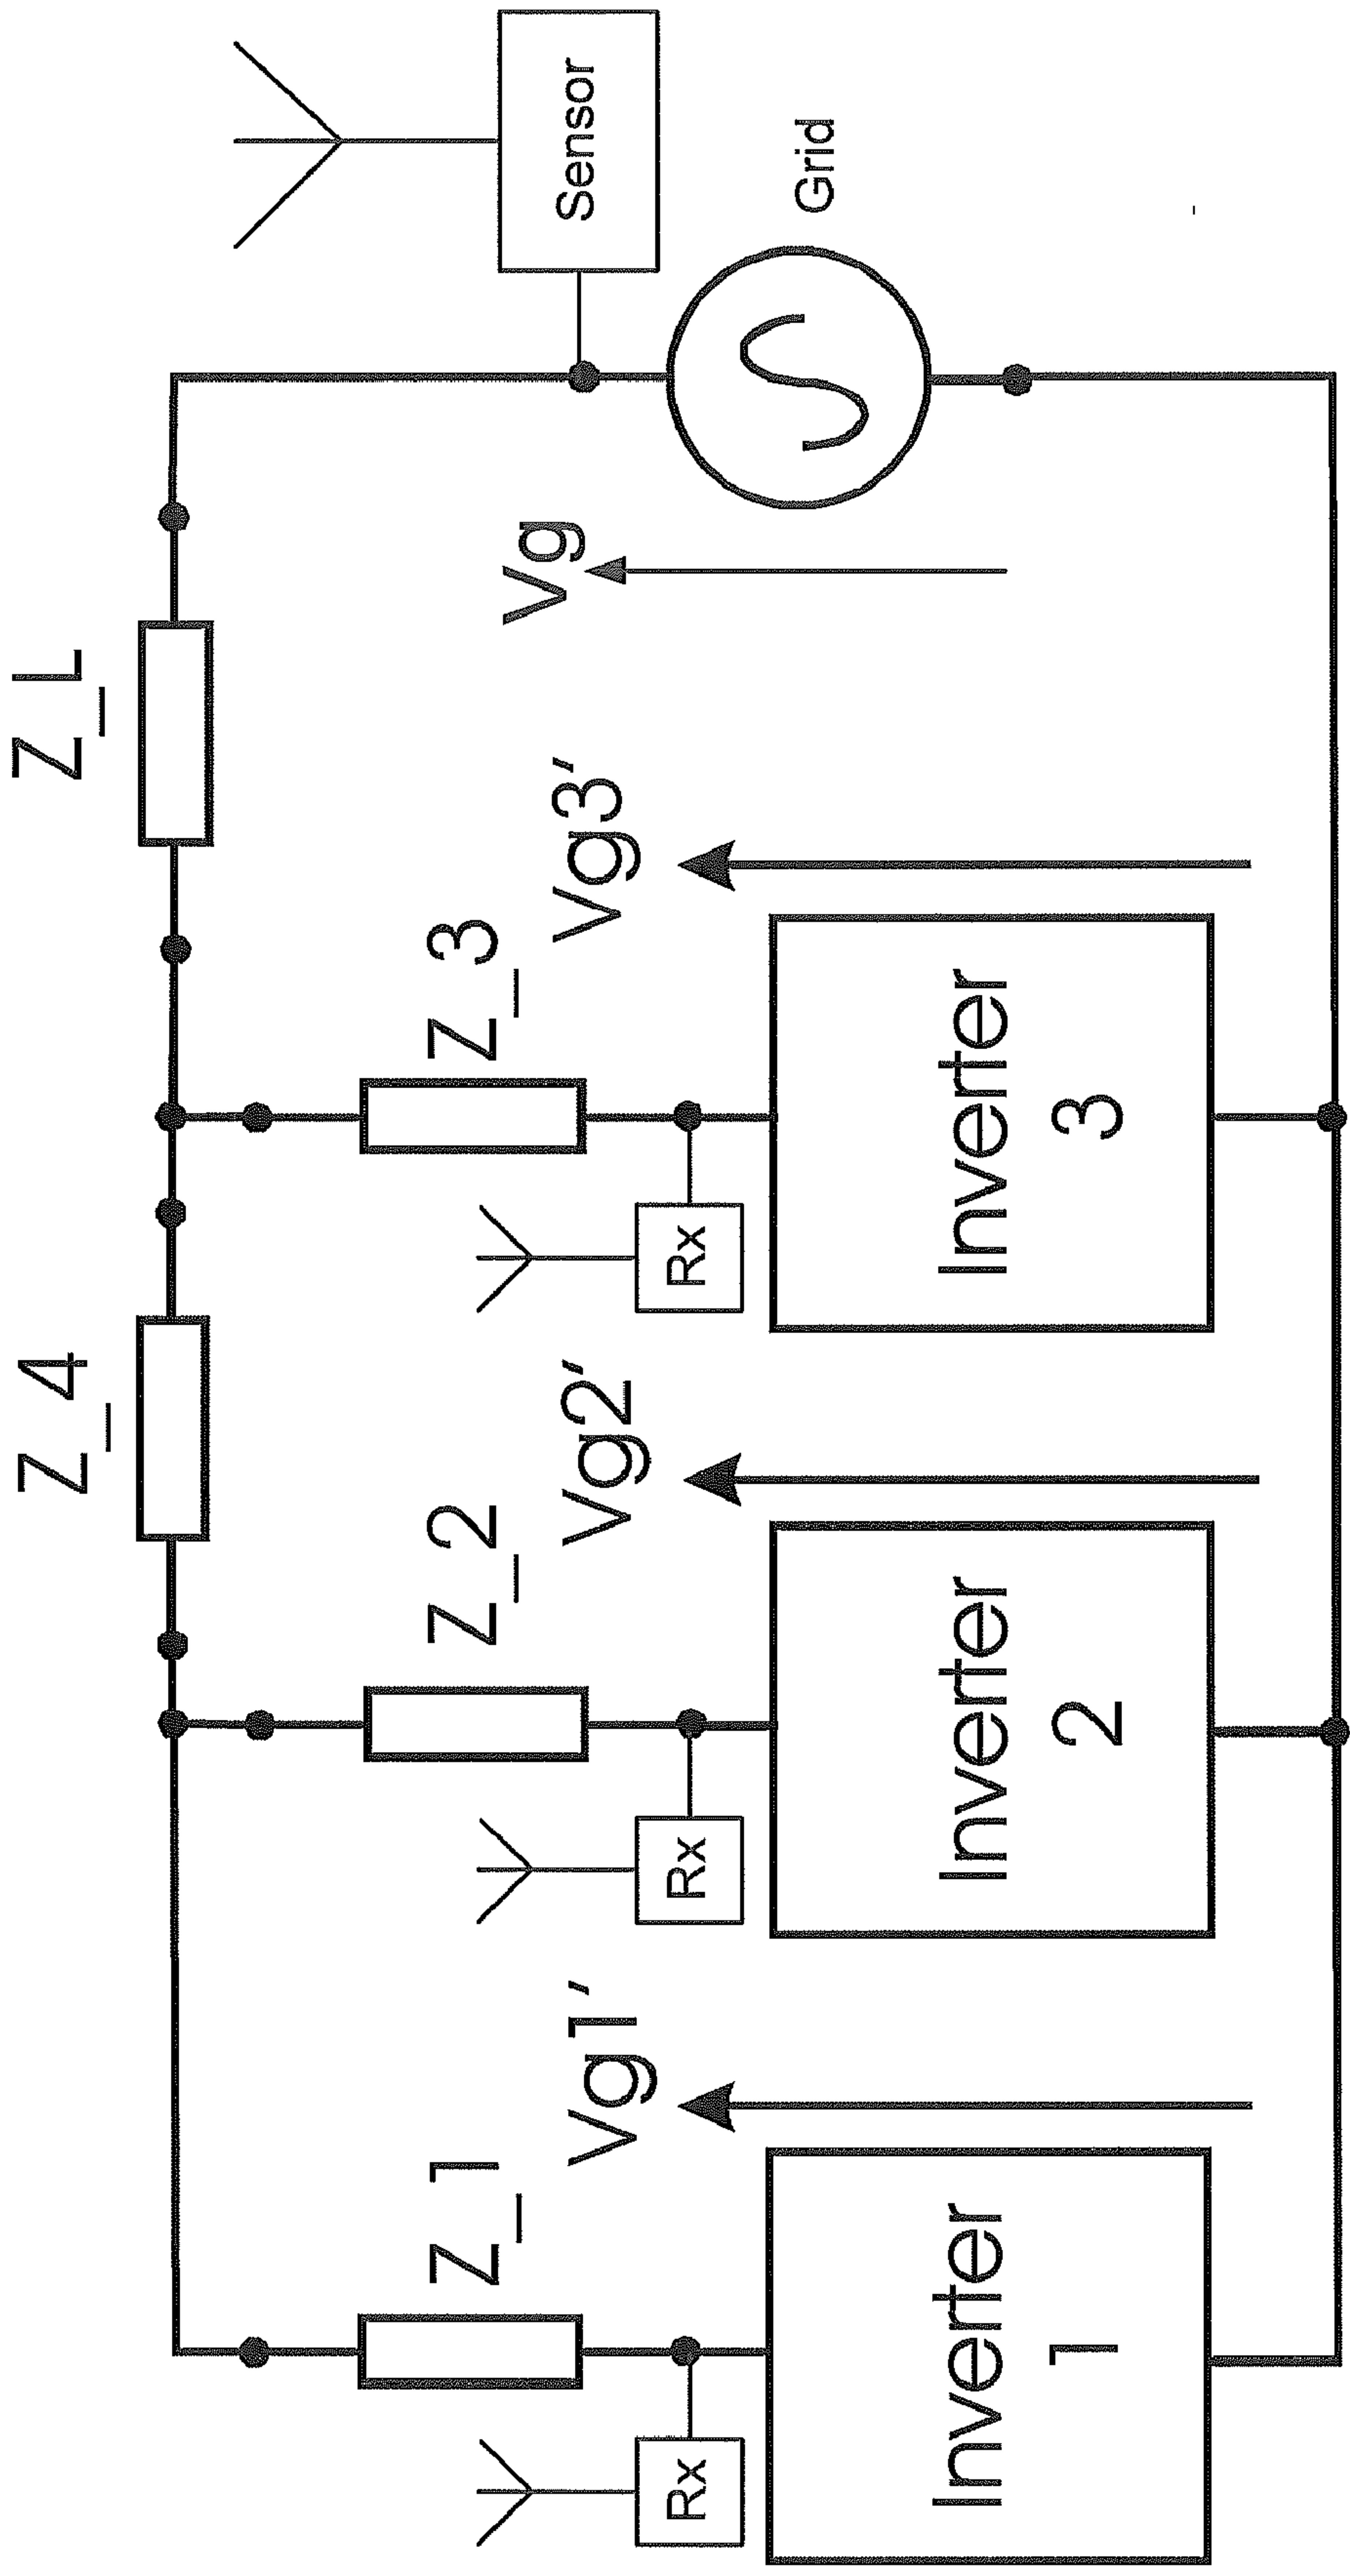 Z_4
Z_L
Z_1
Vg1'
Z_2
Vg2'
Z_3
Vg3'
Vg
Sensor
Grid
Rx
Rx
Rx
Inverter
1
Inverter
2
Inverter
3